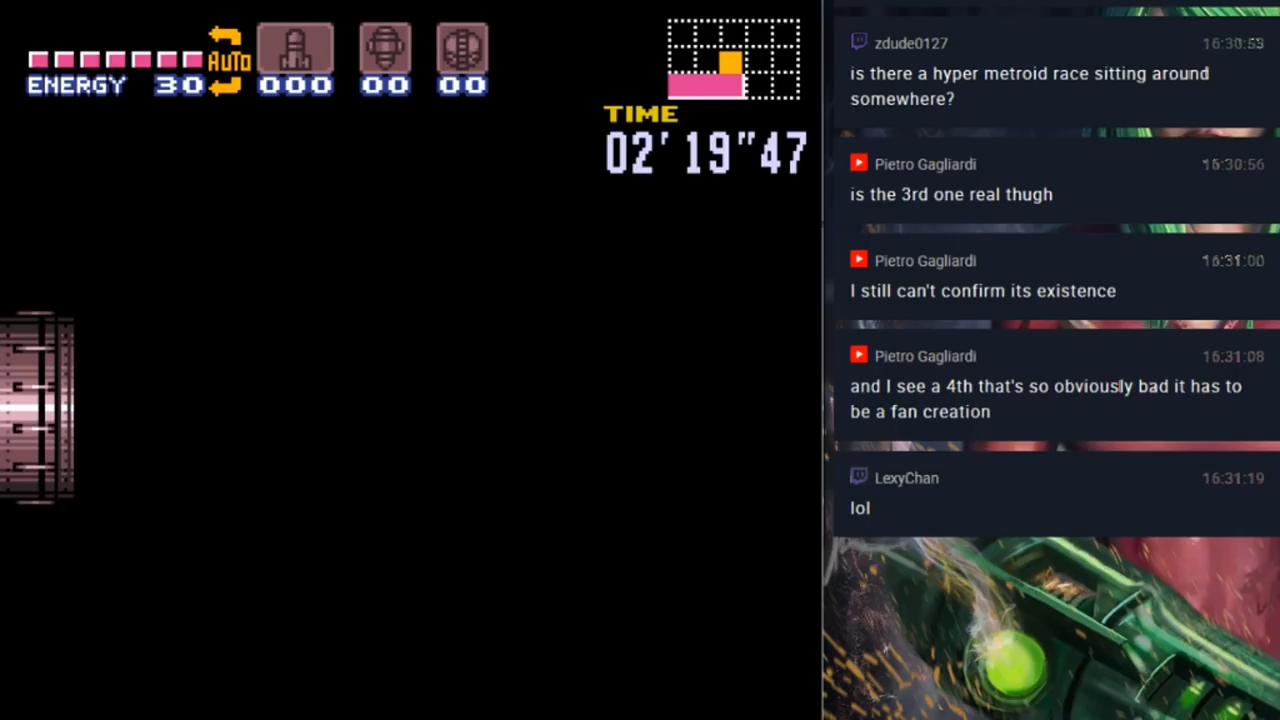 ENERGY 30 AUTO 000 00 00
TIME
02'19"47
zdude0127 16:30:53
is there a hyper metroid race sitting around
somewhere?
Pietro Gagliardi 16:30:56
is the 3rd one real thugh
Pietro Gagliardi 16:31:00
I still can't confirm its existence
Pietro Gagliardi 16:31:08
and I see a 4th that's so obviously bad it has to
be a fan creation
LexyChan 16:31:19
lol